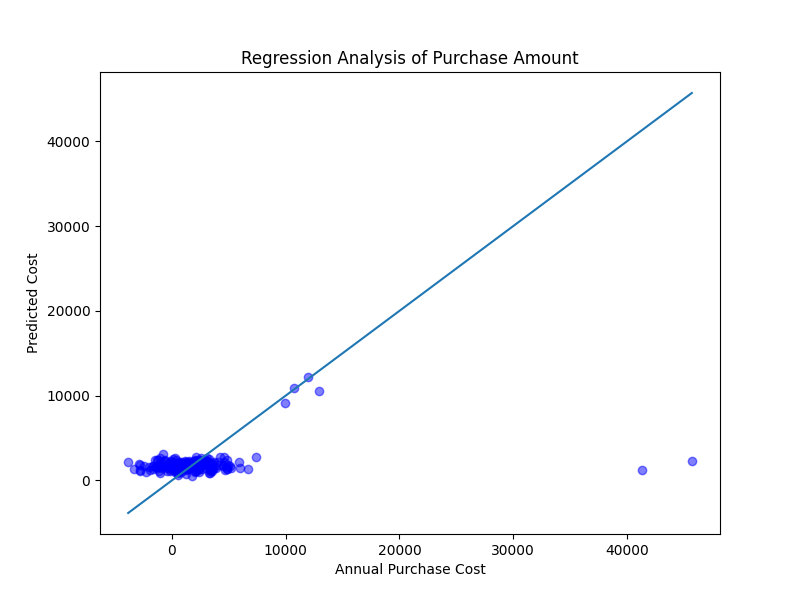 Regression Analysis of Purchase Amount
40000
30000
20000
10000
0
Predicted Cost
0 10000 20000 30000 40000
Annual Purchase Cost